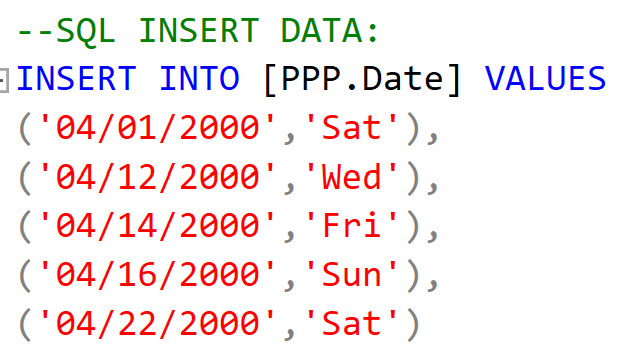 --SQL INSERT DATA:
INSERT INTO [PPP.Date] VALUES
('04/01/2000','Sat'),
('04/12/2000','Wed'),
('04/14/2000','Fri'),
('04/16/2000','Sun'),
('04/22/2000','Sat')